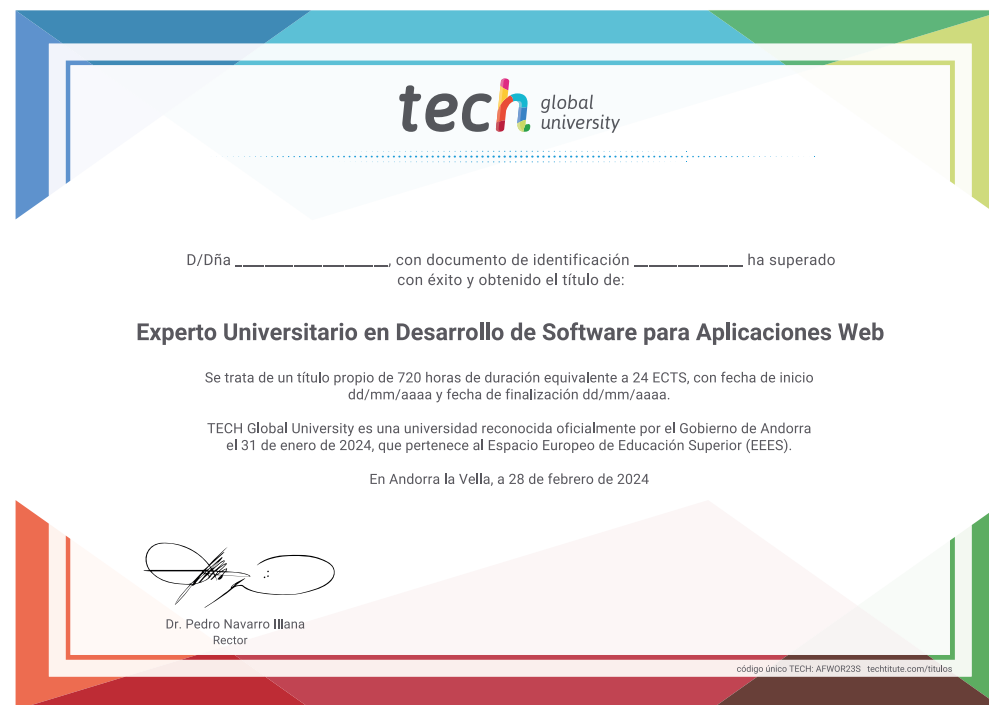 tech global university
D/Dña ______________________, con documento de identificación ________________ ha superado
con éxito y obtenido el título de:
Experto Universitario en Desarrollo de Software para Aplicaciones Web
Se trata de un título propio de 720 horas de duración equivalente a 24 ECTS, con fecha de inicio
dd/mm/aaaa y fecha de finalización dd/mm/aaaa.
TECH Global University es una universidad reconocida oficialmente por el Gobierno de Andorra
el 31 de enero de 2024, que pertenece al Espacio Europeo de Educación Superior (EEES).
En Andorra la Vella, a 28 de febrero de 2024
Dr. Pedro Navarro Illana
Rector
código único TECH: AFWOR23S techtitute.com/titulos